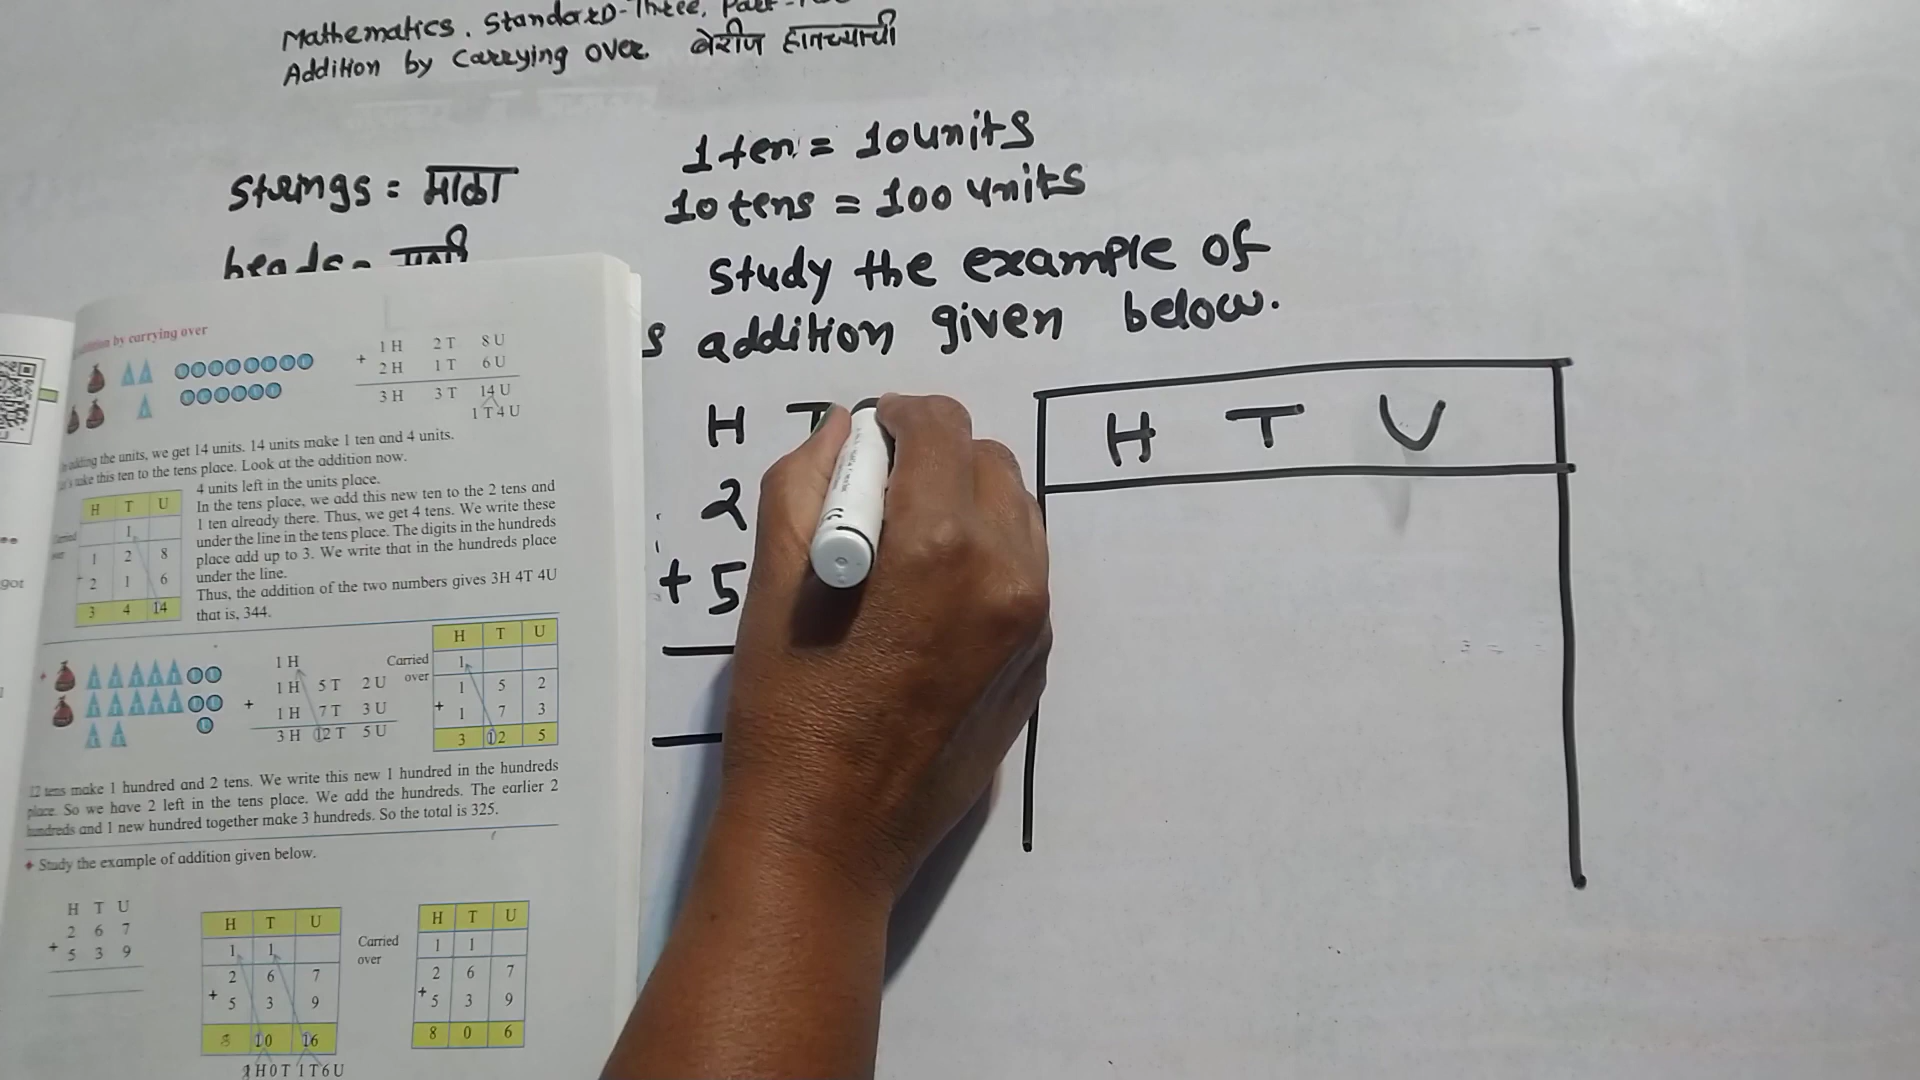 Mathematics. Standard-Three. Part-
Addition by carrying over. बेरीज हातच्याची
1 ten = 10 units
10 tens = 100 units
strings = माळा
beads = मणी
Study the example of
addition given below.
H T
2
+ 5
H T U
addition by carrying over
1 H 2 T 8 U
+ 2 H 1 T 6 U
3 H 3 T 14 U
1 T 4 U
adding the units, we get 14 units. 14 units make 1 ten and 4 units.
take this ten to the tens place. Look at the addition now.
4 units left in the units place.
In the tens place, we add this new ten to the 2 tens and
1 ten already there. Thus, we get 4 tens. We write these
under the line in the tens place. The digits in the hundreds
place add up to 3. We write that in the hundreds place
under the line.
Thus, the addition of the two numbers gives 3H 4T 4U
that is, 344.
H T U
1
1 2 8
+ 2 1 6
3 4 14
got
1 H
1 H 5 T 2 U
+ 1 H 7 T 3 U
3 H 12 T 5 U
Carried
over
H T U
1
1 5 2
+ 1 7 3
3 12 5
12 tens make 1 hundred and 2 tens. We write this new 1 hundred in the hundreds
place. So we have 2 left in the tens place. We add the hundreds. The earlier 2
hundreds and 1 new hundred together make 3 hundreds. So the total is 325.
Study the example of addition given below.
H T U
2 6 7
+ 5 3 9
H T U
1 1
2 6 7
+ 5 3 9
8 10 16
1H0T 1T6U
Carried
over
H T U
1 1
2 6 7
+ 5 3 9
8 0 6